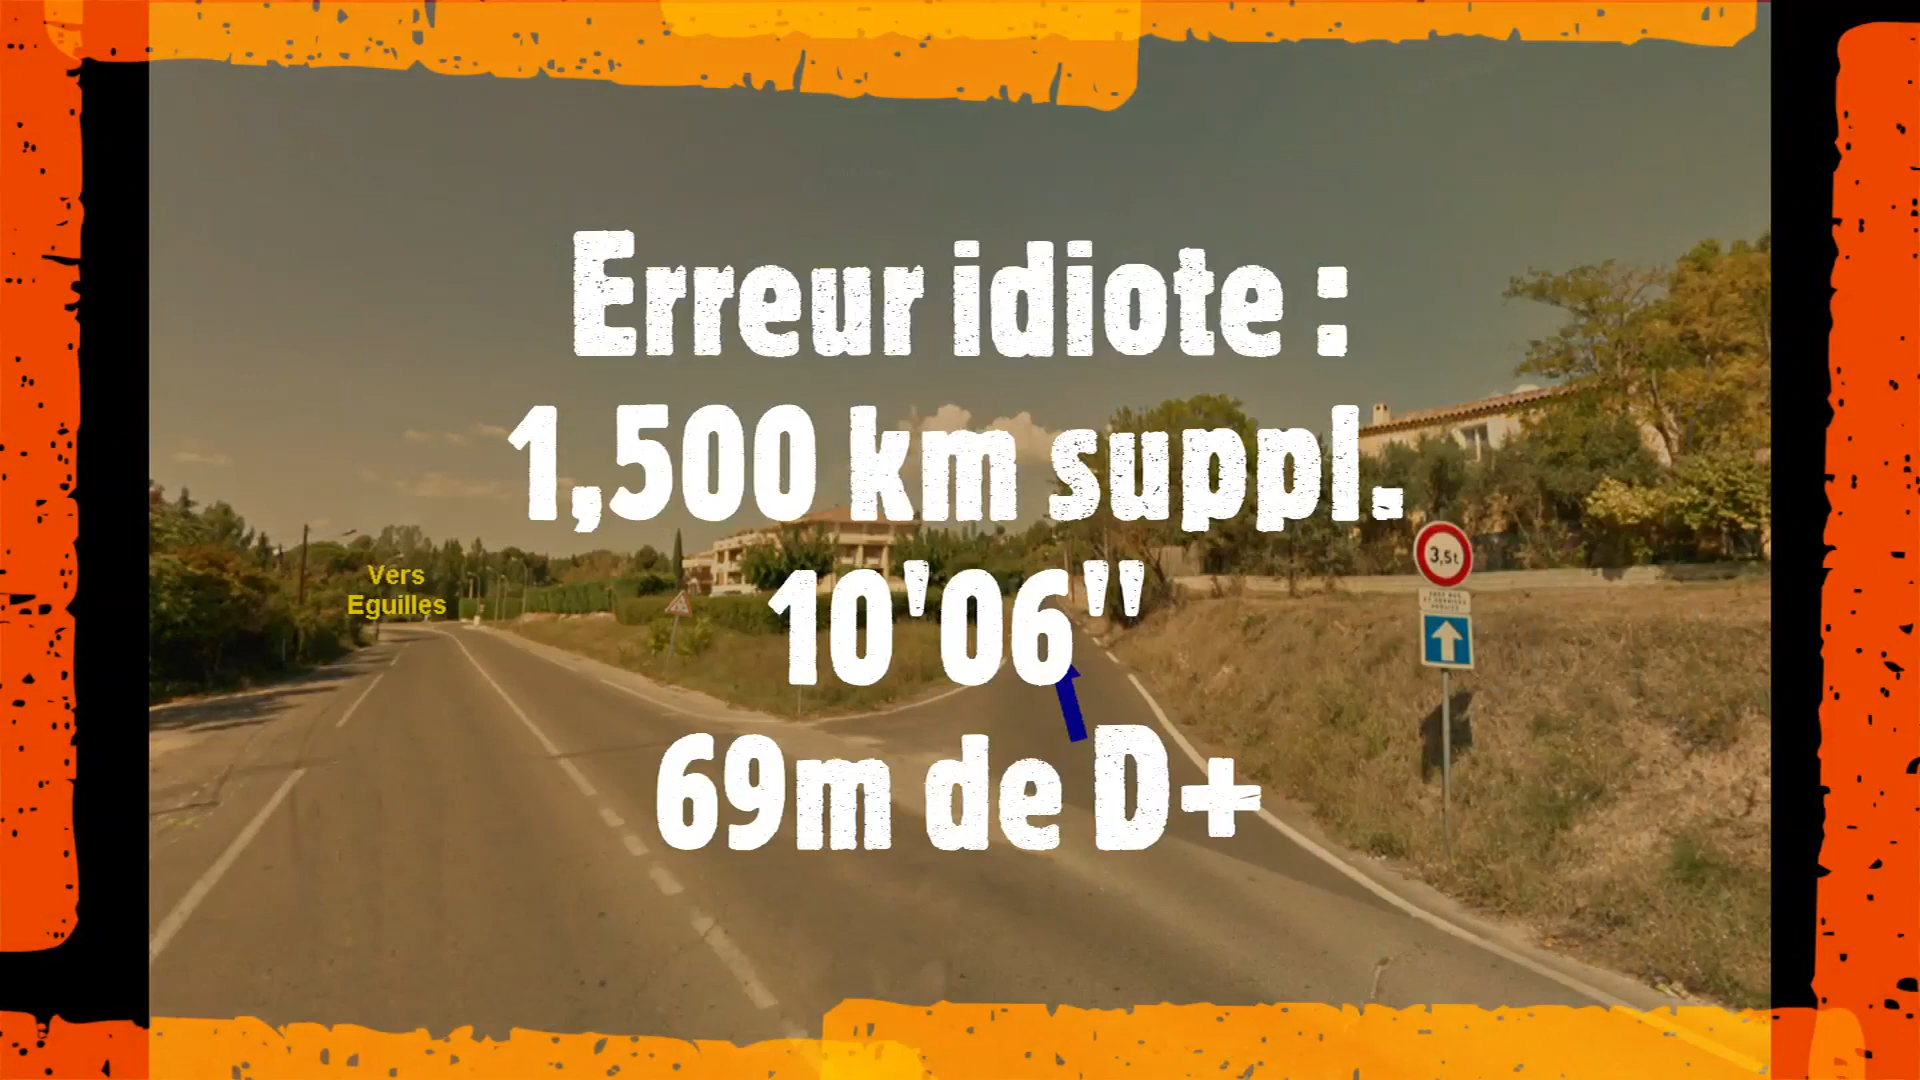 Erreur idiote :
1,500 km suppl.
10'06"
69m de D+
Vers
Eguilles
3,5t